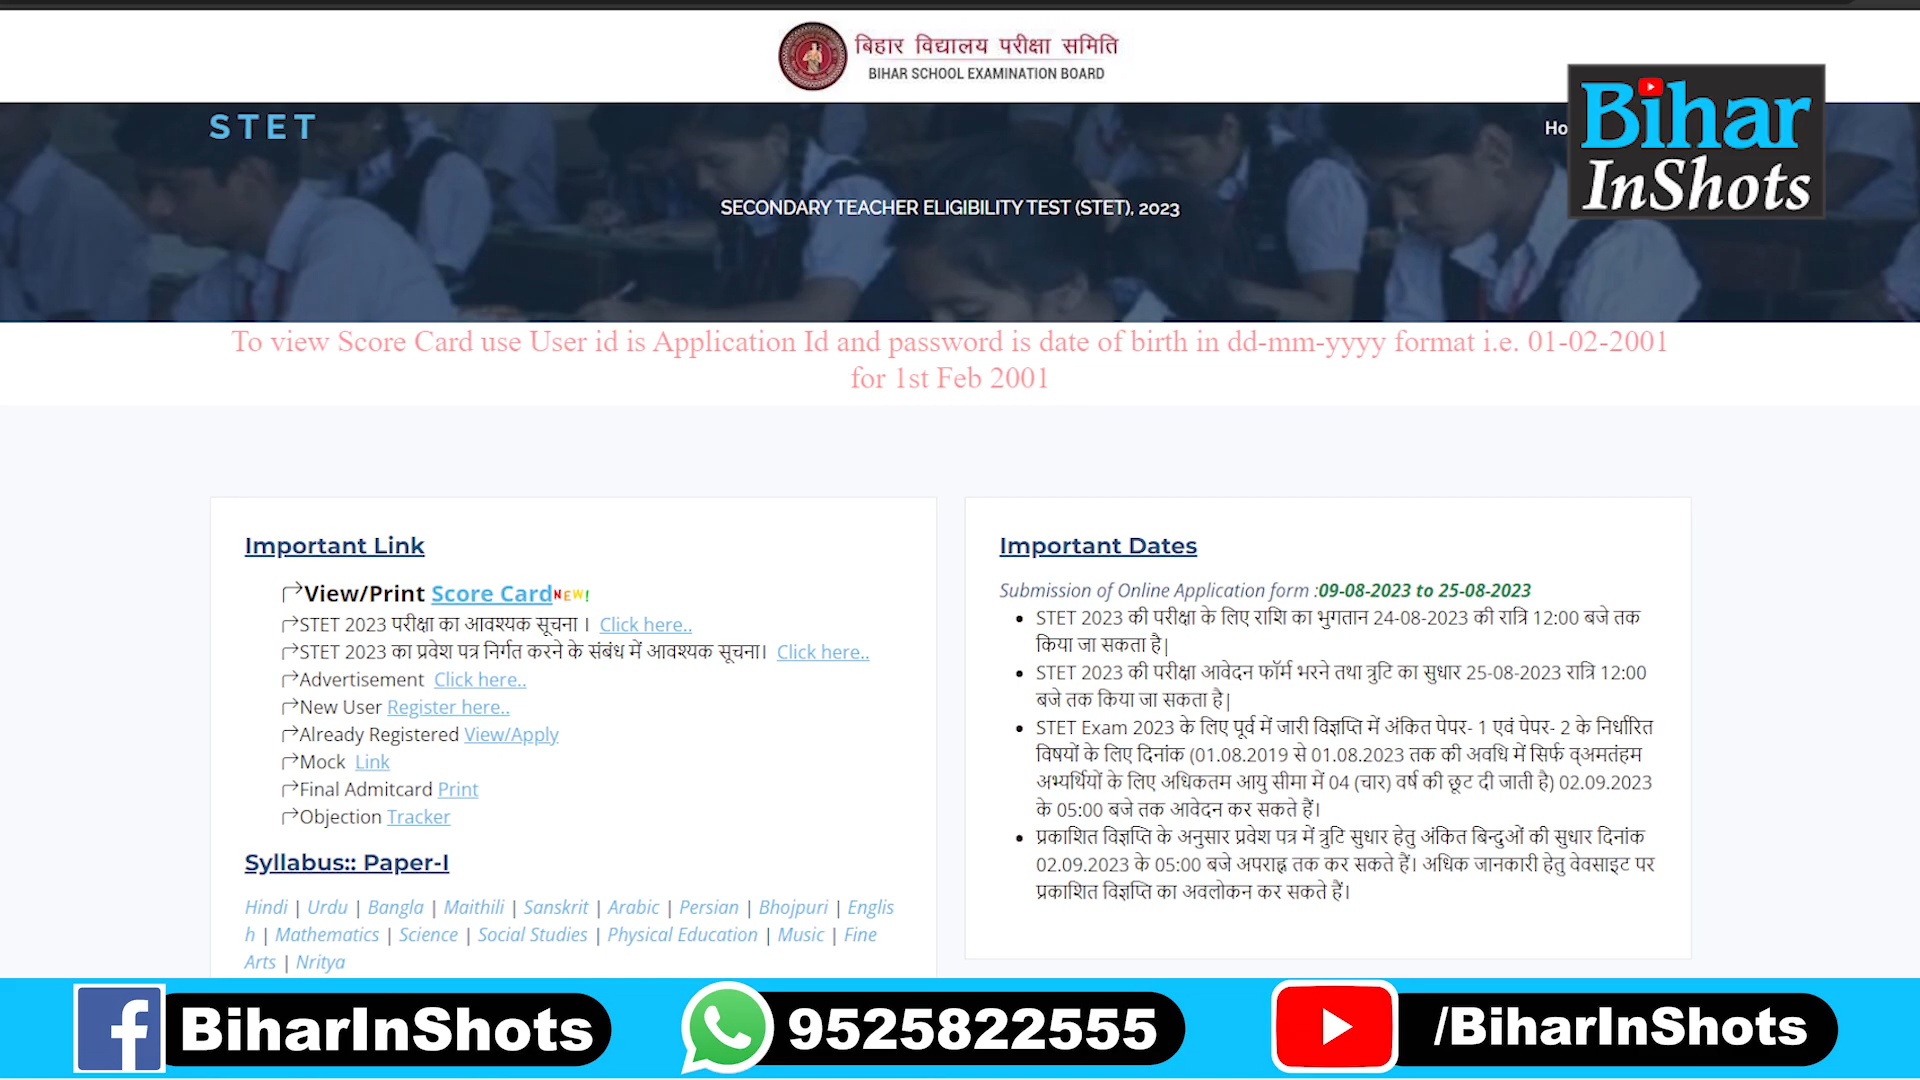 बिहार विद्यालय परीक्षा समिति
BIHAR SCHOOL EXAMINATION BOARD
STET
Ho
Bihar
InShots
SECONDARY TEACHER ELIGIBILITY TEST (STET), 2023
To view Score Card use User id is Application Id and password is date of birth in dd-mm-yyyy format i.e. 01-02-2001
for 1st Feb 2001
Important Link
View/Print Score Card NEW!
STET 2023 परीक्षा का आवश्यक सूचना । Click here..
STET 2023 का प्रवेश पत्र निर्गत करने के संबंध में आवश्यक सूचना। Click here..
Advertisement Click here..
New User Register here..
Already Registered View/Apply
Mock Link
Final Admitcard Print
Objection Tracker
Syllabus:: Paper-I
Hindi | Urdu | Bangla | Maithili | Sanskrit | Arabic | Persian | Bhojpuri | Englis
h | Mathematics | Science | Social Studies | Physical Education | Music | Fine
Arts | Nritya
Important Dates
Submission of Online Application form :09-08-2023 to 25-08-2023
STET 2023 की परीक्षा के लिए राशि का भुगतान 24-08-2023 की रात्रि 12:00 बजे तक
किया जा सकता है|
STET 2023 की परीक्षा आवेदन फॉर्म भरने तथा त्रुटि का सुधार 25-08-2023 रात्रि 12:00
बजे तक किया जा सकता है|
STET Exam 2023 के लिए पूर्व में जारी विज्ञप्ति में अंकित पेपर- 1 एवं पेपर- 2 के निर्धारित
विषयों के लिए दिनांक (01.08.2019 से 01.08.2023 तक की अवधि में सिर्फ व्अमतंहम
अभ्यर्थियों के लिए अधिकतम आयु सीमा में 04 (चार) वर्ष की छूट दी जाती है) 02.09.2023
के 05:00 बजे तक आवेदन कर सकते हैं।
प्रकाशित विज्ञप्ति के अनुसार प्रवेश पत्र में त्रुटि सुधार हेतु अंकित बिन्दुओं की सुधार दिनांक
02.09.2023 के 05:00 बजे अपराह्न तक कर सकते हैं। अधिक जानकारी हेतु वेवसाइट पर
प्रकाशित विज्ञप्ति का अवलोकन कर सकते हैं।
BiharInShots
9525822555
/BiharInShots